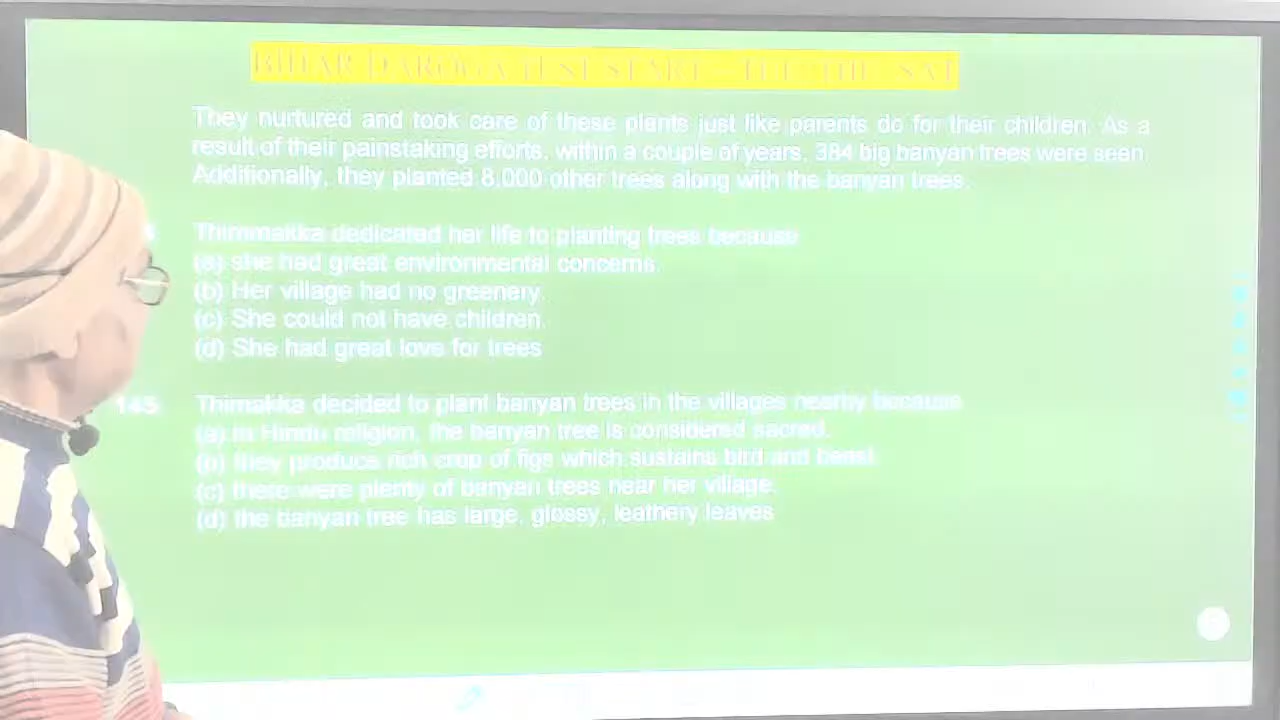 BIHAR DAROGA TEST START
They nurtured and took care of these plants just like parents do for their children. As a
result of their painstaking efforts, within a couple of years, 384 big banyan trees were seen.
Additionally, they planted 8,000 other trees along with the banyan trees.
Thimmakka dedicated her life to planting trees because
(a) she had great environmental concerns.
(b) Her village had no greenery.
(c) She could not have children.
(d) She had great love for trees
145 Thimakka decided to plant banyan trees in the villages nearby because
(a) in Hindu religion, the banyan tree is considered sacred.
(b) they produce rich crop of figs which sustains bird and beast.
(c) there were plenty of banyan trees near her village.
(d) the banyan tree has large, glossy, leathery leaves